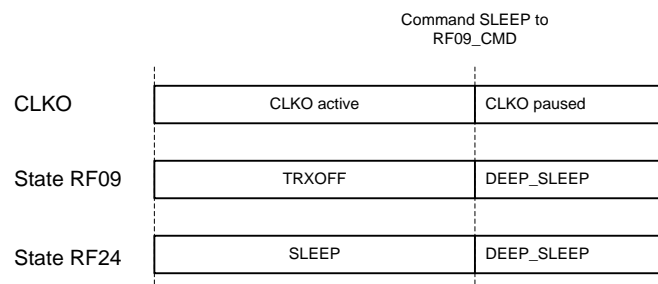 Command SLEEP to
RF09_CMD
CLKO
CLKO active
CLKO paused
State RF09
TRXOFF
DEEP_SLEEP
State RF24
SLEEP
DEEP_SLEEP